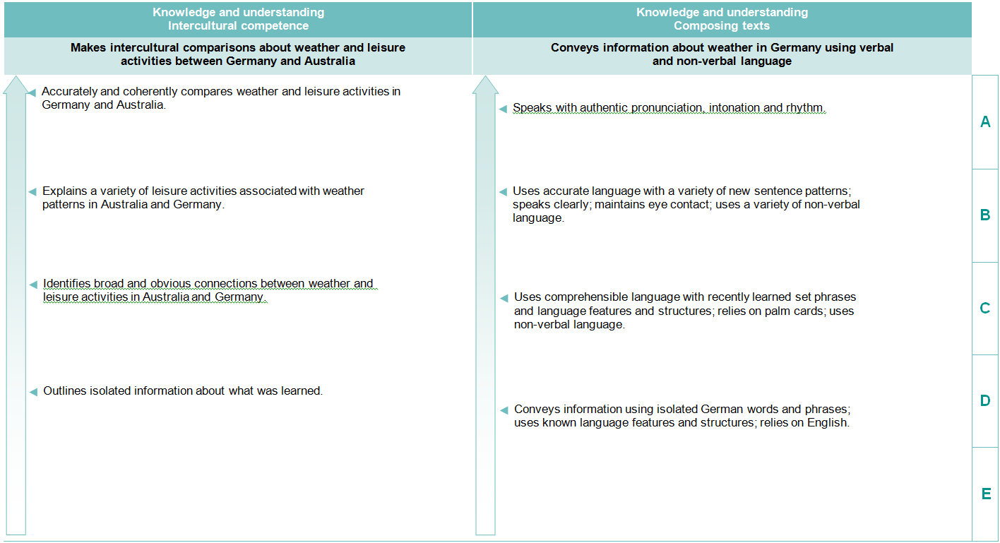 Knowledge and understanding
Intercultural competence
Makes intercultural comparisons about weather and leisure
activities between Germany and Australia
Accurately and coherently compares weather and leisure activities in
Germany and Australia.
Explains a variety of leisure activities associated with weather
patterns in Australia and Germany.
Identifies broad and obvious connections between weather and
leisure activities in Australia and Germany.
Outlines isolated information about what was learned.
Knowledge and understanding
Composing texts
Conveys information about weather in Germany using verbal
and non-verbal language
Speaks with authentic pronunciation, intonation and rhythm.
Uses accurate language with a variety of new sentence patterns;
speaks clearly; maintains eye contact; uses a variety of non-verbal
language.
Uses comprehensible language with recently learned set phrases
and language features and structures; relies on palm cards; uses
non-verbal language.
Conveys information using isolated German words and phrases;
uses known language features and structures; relies on English.
A
B
C
D
E